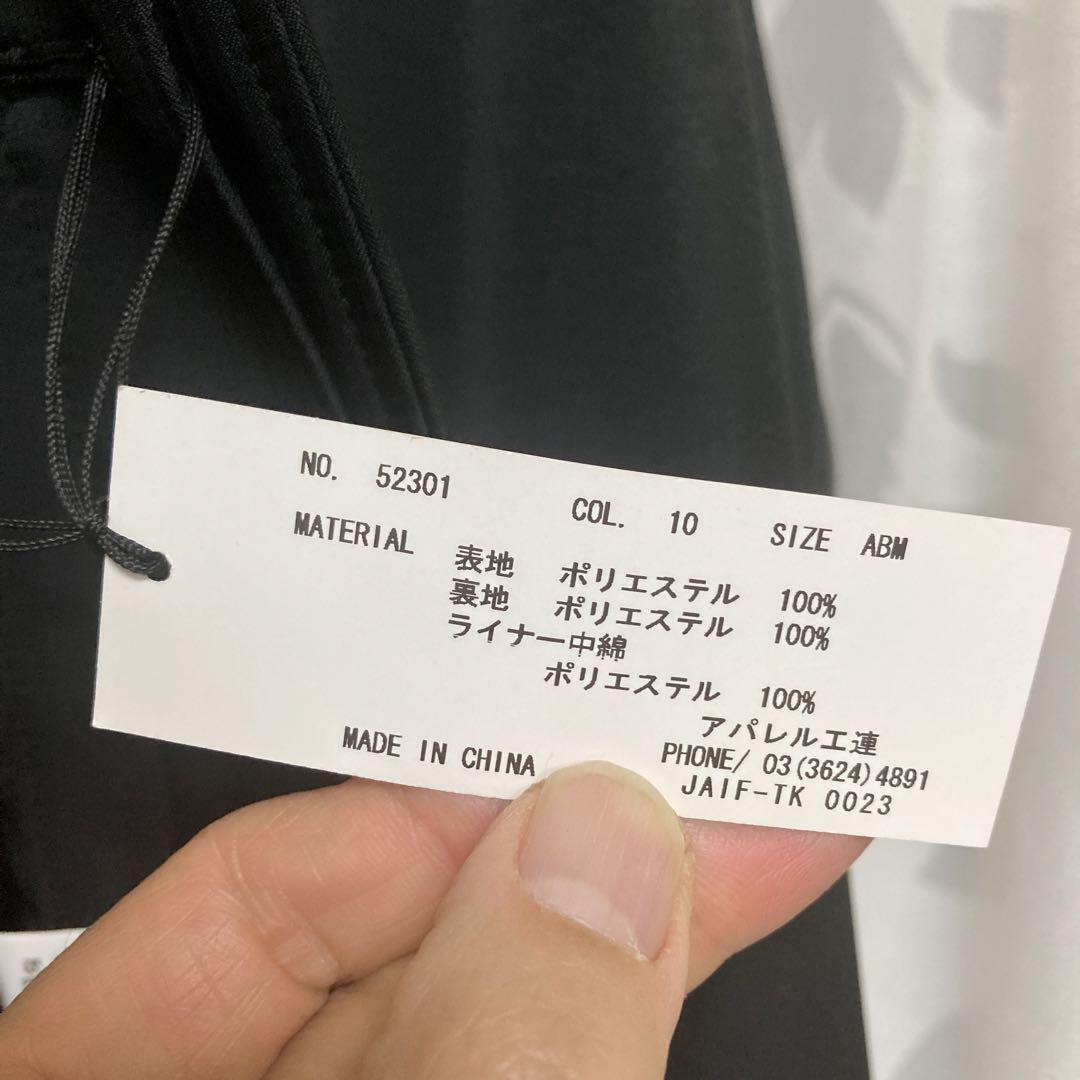 NO. 52301 COL. 10 SIZE ABM
MATERIAL 表地 ポリエステル 100%
裏地 ポリエステル 100%
ライナー中綿
ポリエステル 100%
アパレル工連
MADE IN CHINA PHONE/ 03(3624)4891
JAIF-TK 0023